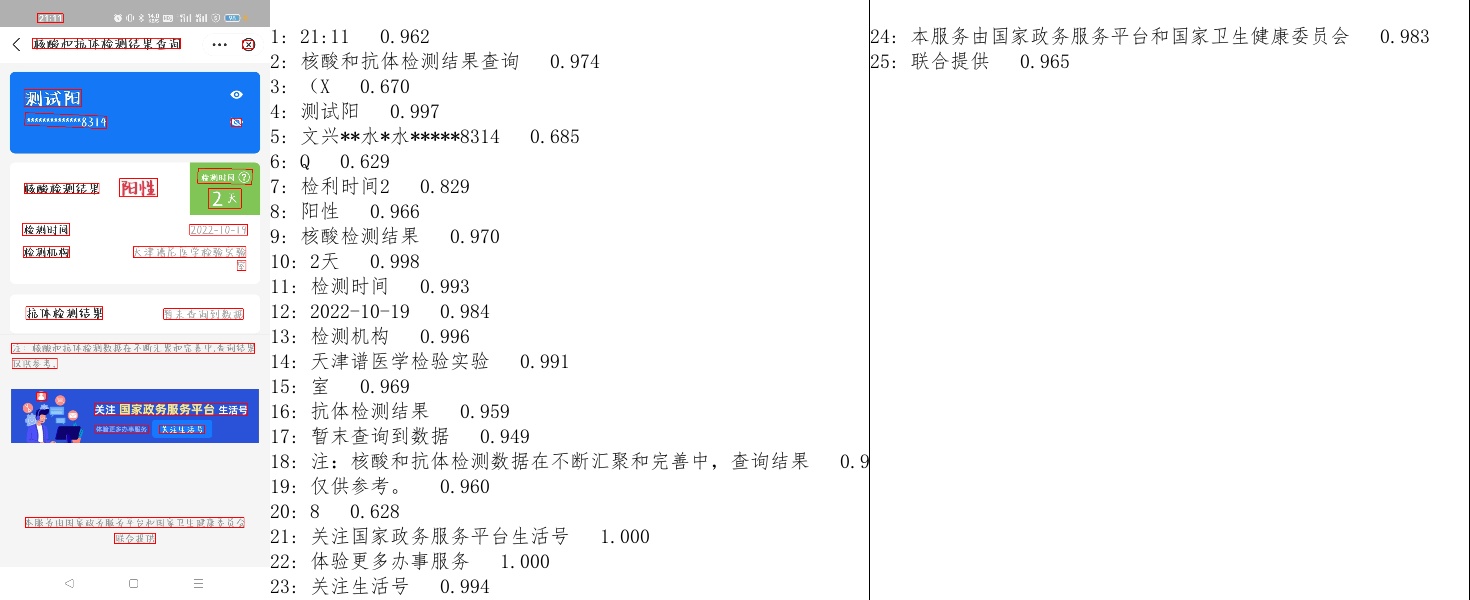 21:11
核酸和抗体检测结果查询
测试阳
**************8314
核酸检测结果 阳性
检测时间?
2天
检测时间 2022-10-19
检测机构 天津谱尼医学检验实验
室
抗体检测结果 暂未查询到数据
注:核酸和抗体检测数据在不断汇聚和完善中,查询结果
仅供参考。
关注 国家政务服务平台 生活号
体验更多办事服务 关注生活号
本服务由国家政务服务平台和国家卫生健康委员会
联合提供
1: 21:11 0.962
2: 核酸和抗体检测结果查询 0.974
3: （X 0.670
4: 测试阳 0.997
5: 文兴**水*水*****8314 0.685
6: Q 0.629
7: 检利时间2 0.829
8: 阳性 0.966
9: 核酸检测结果 0.970
10: 2天 0.998
11: 检测时间 0.993
12: 2022-10-19 0.984
13: 检测机构 0.996
14: 天津谱医学检验实验 0.991
15: 室 0.969
16: 抗体检测结果 0.959
17: 暂末查询到数据 0.949
18: 注: 核酸和抗体检测数据在不断汇聚和完善中, 查询结果 0.9
19: 仅供参考。 0.960
20: 8 0.628
21: 关注国家政务服务平台生活号 1.000
22: 体验更多办事服务 1.000
23: 关注生活号 0.994
24: 本服务由国家政务服务平台和国家卫生健康委员会 0.983
25: 联合提供 0.965